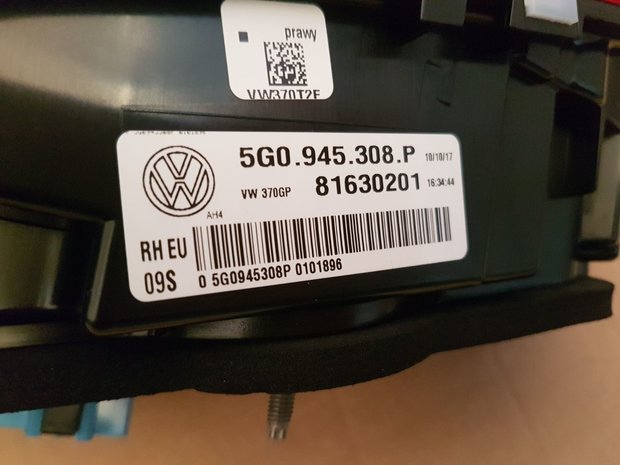 prawy
VW370T2F
5G0.945.308.P 10/10/17
VW 370GP 81630201 16:34:44
AH4
RH EU
09S 0 5G0945308P 0101896